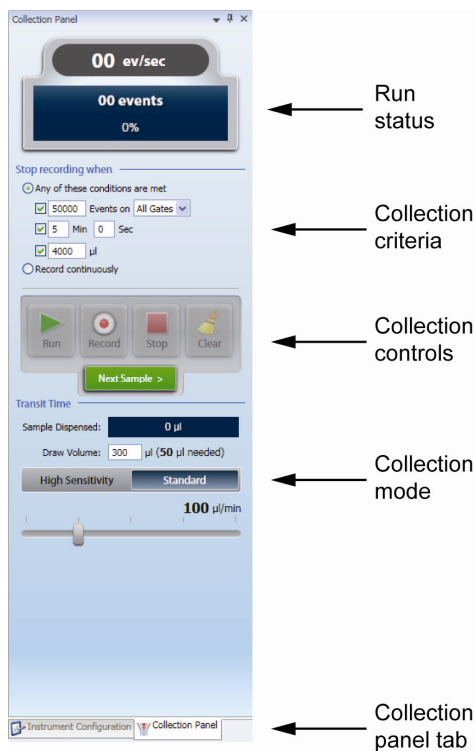 Collection Panel
00 ev/sec
00 events
0%
Run
status
Stop recording when
Any of these conditions are met
50000 Events on All Gates
5 Min 0 Sec
4000 µl
Record continuously
Collection
criteria
Run Record Stop Clear
Next Sample >
Collection
controls
Transit Time
Sample Dispensed: 0 µl
Draw Volume: 300 µl (50 µl needed)
High Sensitivity Standard
100 µl/min
Collection
mode
Instrument Configuration Collection Panel
Collection
panel tab